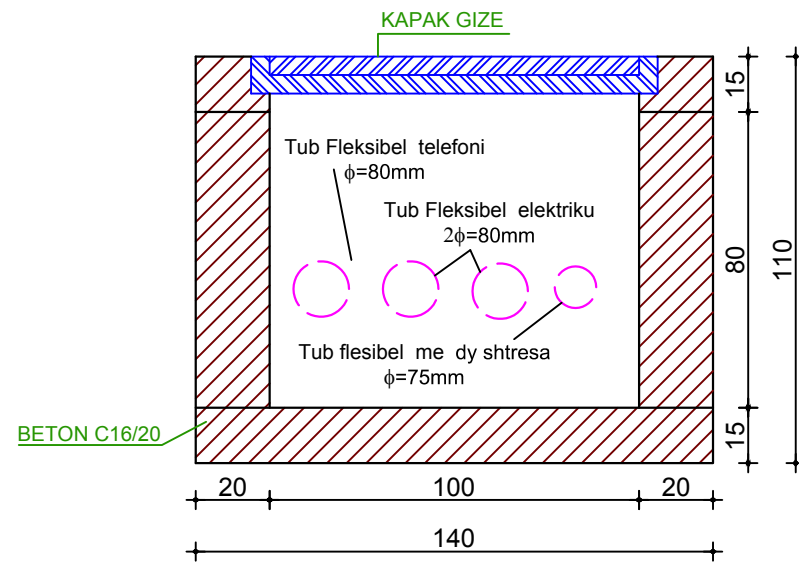 KAPAK GIZE
Tub Fleksibel telefoni
ϕ=80mm
Tub Fleksibel elektriku
2ϕ=80mm
Tub flesibel me dy shtresa
ϕ=75mm
BETON C16/20
15
80
110
15
20
100
20
140